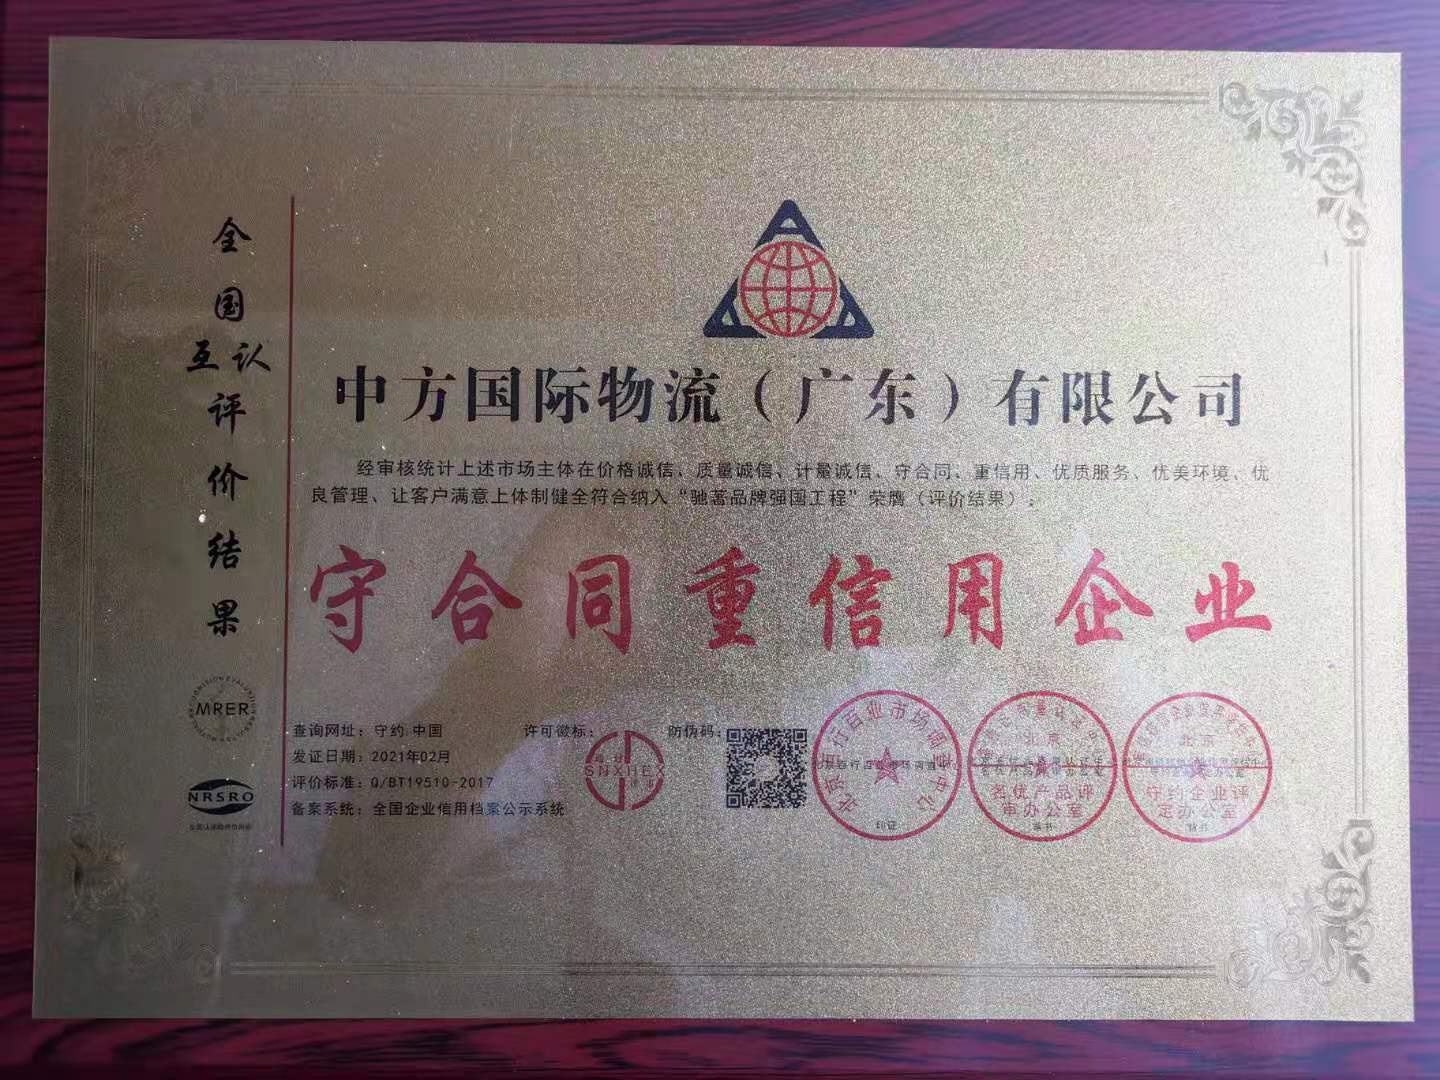 全国互认评价结果
中方国际物流（广东）有限公司
经审核统计上述市场主体在价格诚信、质量诚信、计量诚信、守合同、重信用、优质服务、优美环境、优
良管理、让客户满意上体制健全符合纳入“驰著品牌强国工程”荣膺（评价结果）。
守合同重信用企业
MRER
NRSRO
查询网址：守约.中国
发证日期：2021年02月
评价标准：Q/BT19510-2017
备案系统：全国企业信用档案公示系统
许可徽标：
SNXHEX
防伪码：
印证
北京
名优产品评
审办公室
北京
守约企业评
定办公室